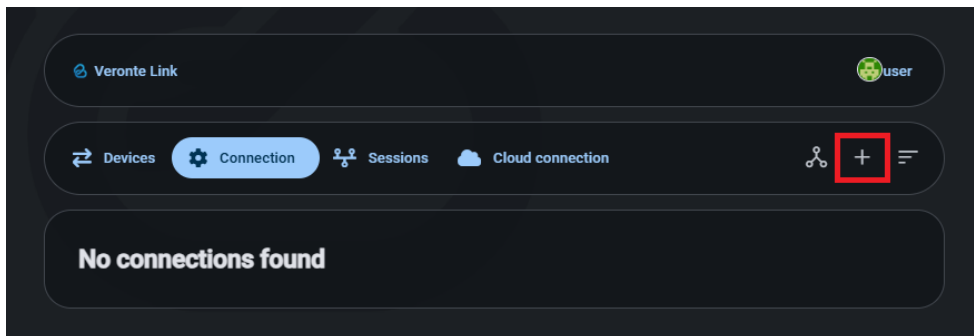 Veronte Link
user
Devices
Connection
Sessions
Cloud connection
No connections found